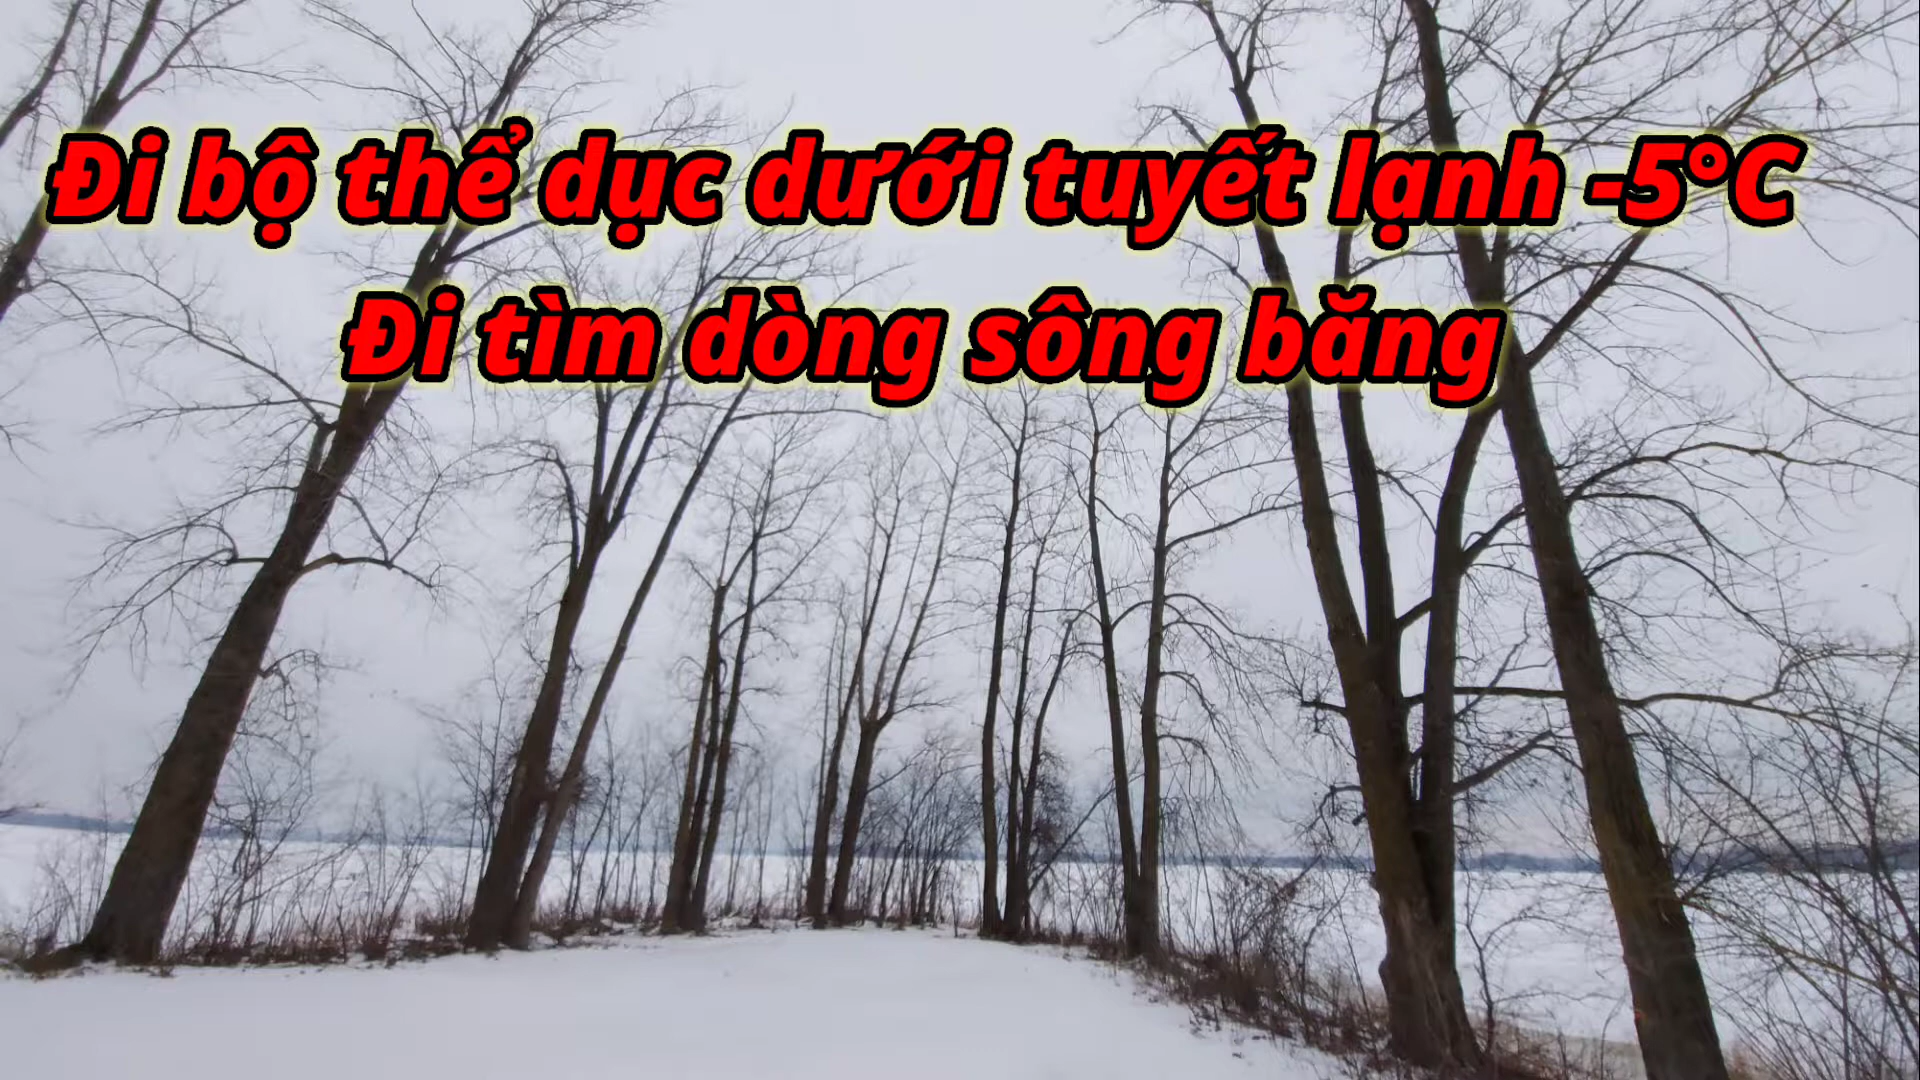 Đi bộ thể dục dưới tuyết lạnh -5°C
Đi tìm dòng sông băng